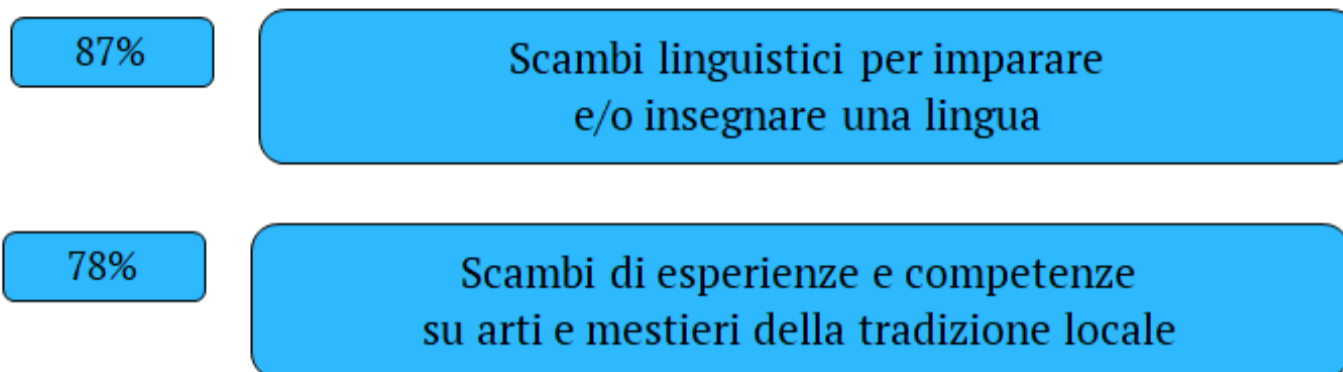 87%
Scambi linguistici per imparare
e/o insegnare una lingua
78%
Scambi di esperienze e competenze
su arti e mestieri della tradizione locale